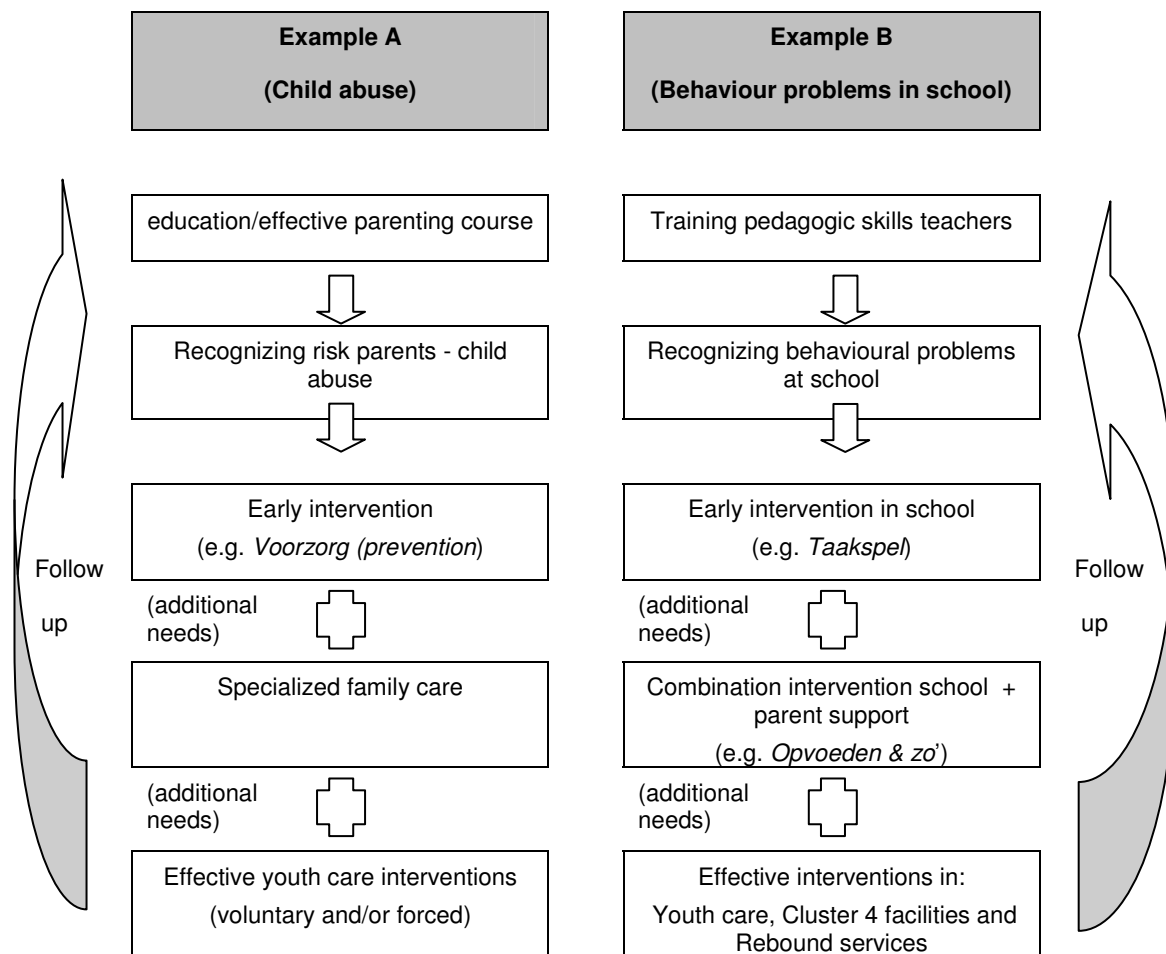 Example A
(Child abuse)
Example B
(Behaviour problems in school)
education/effective parenting course
Training pedagogic skills teachers
Recognizing risk parents - child
abuse
Recognizing behavioural problems
at school
Early intervention
(e.g. Voorzorg (prevention)
Early intervention in school
(e.g. Taakspel)
Follow
up
Follow
up
(additional
needs)
(additional
needs)
Specialized family care
Combination intervention school +
parent support
(e.g. Opvoeden & zo')
(additional
needs)
(additional
needs)
Effective youth care interventions
(voluntary and/or forced)
Effective interventions in:
Youth care, Cluster 4 facilities and
Rebound services